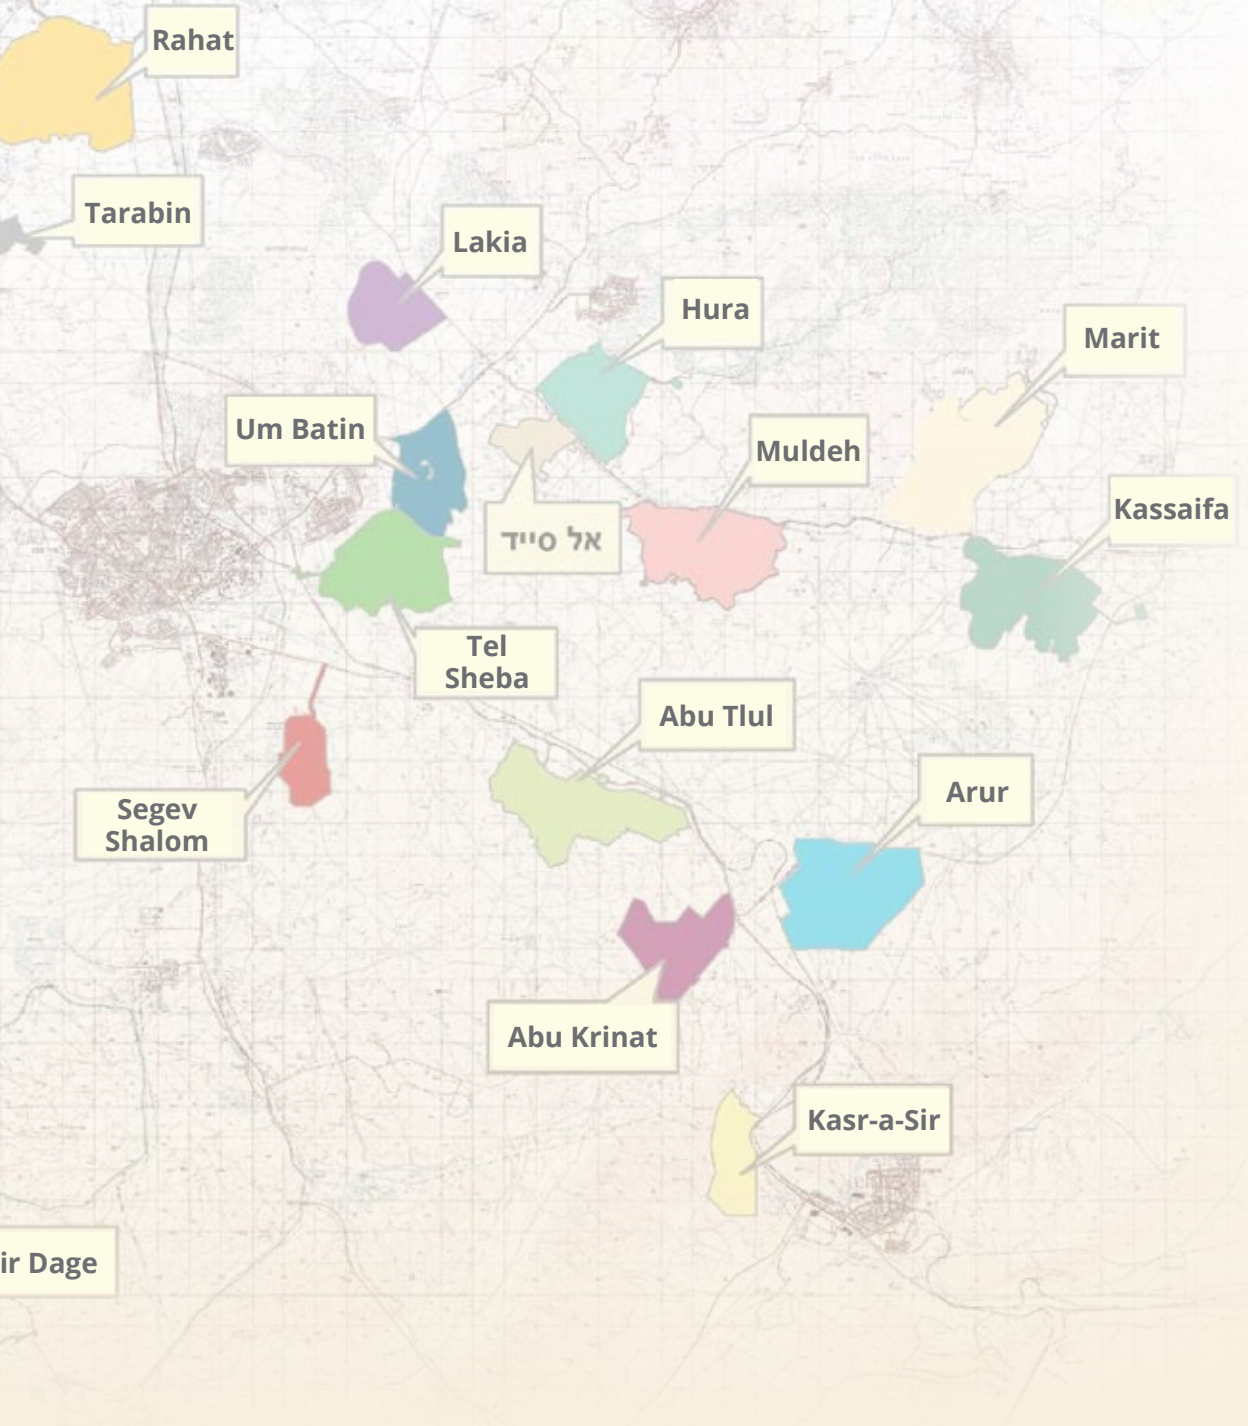 Rahat
Tarabin
Lakia
Hura
Marit
Um Batin
Muldeh
Kassaifa
אל סייד
Tel
Sheba
Abu Tlul
Segev
Shalom
Arur
Abu Krinat
Kasr-a-Sir
ir Dage